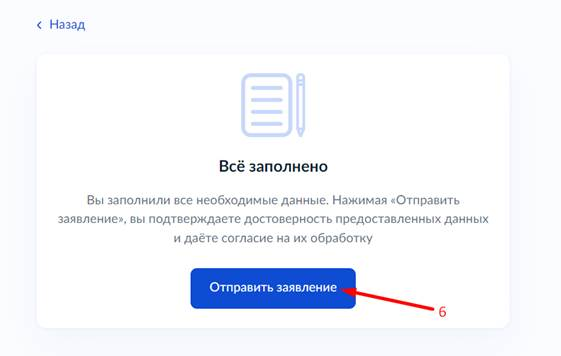 Назад
Всё заполнено
Вы заполнили все необходимые данные. Нажимая «Отправить
заявление», вы подтверждаете достоверность предоставленных данных
и даёте согласие на их обработку
Отправить заявление
6